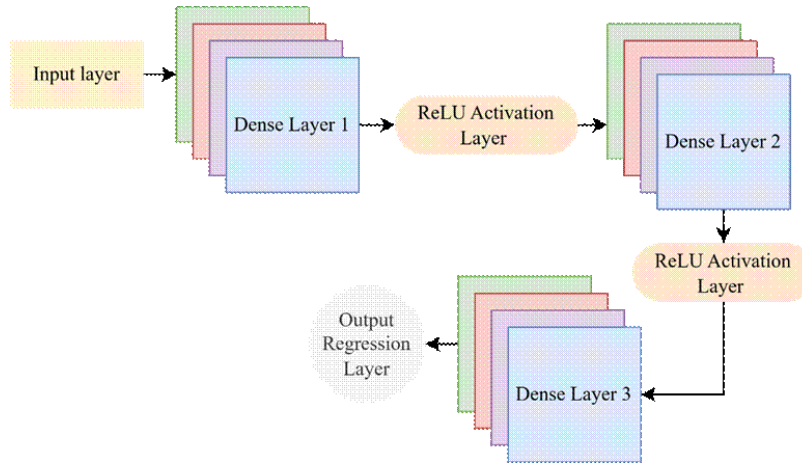 Input layer
Dense Layer 1
ReLU Activation
Layer
Dense Layer 2
ReLU Activation
Layer
Dense Layer 3
Output
Regression
Layer